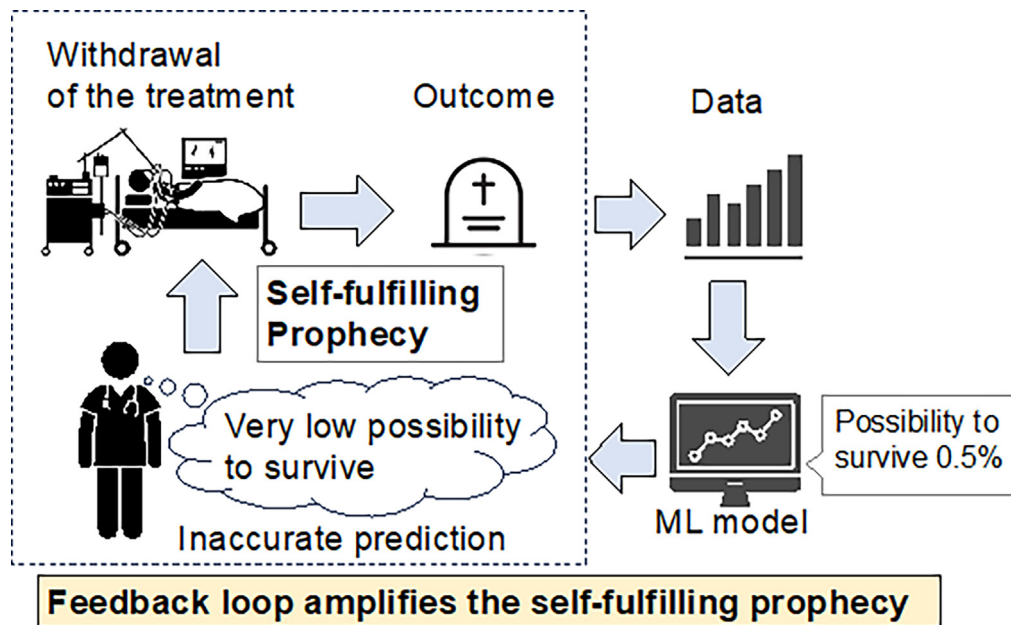 Withdrawal
of the treatment
Outcome
Data
Self-fulfilling
Prophecy
Very low possibility
to survive
Inaccurate prediction
Possibility to
survive 0.5%
ML model
Feedback loop amplifies the self-fulfilling prophecy